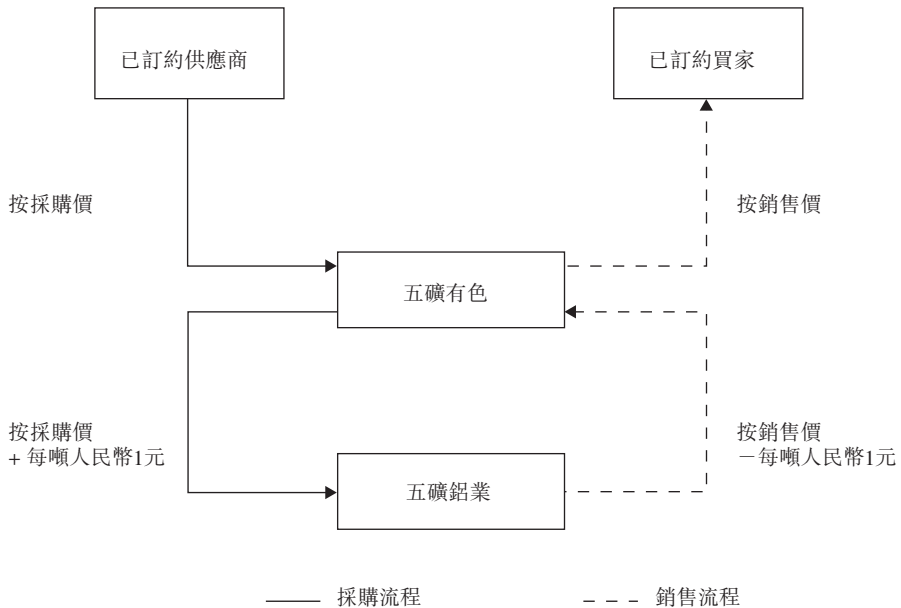 已訂約供應商
已訂約買家
按採購價
按銷售價
五礦有色
按採購價
+ 每噸人民幣1元
按銷售價
－每噸人民幣1元
五礦鋁業
採購流程
銷售流程